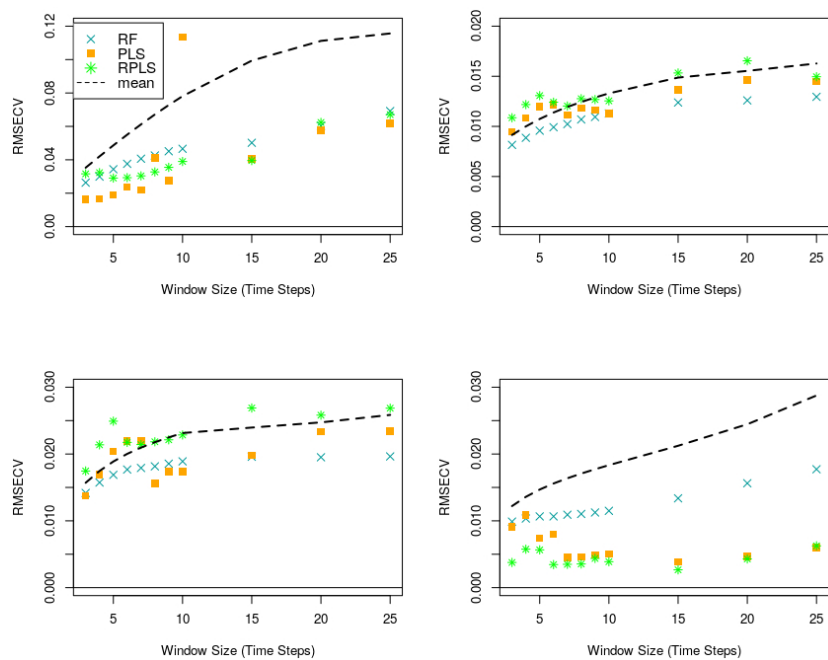 0.12
0.08
0.04
0.00
RMSECV
RF
PLS
RPLS
mean
5 10 15 20 25
Window Size (Time Steps)
0.020
0.015
0.010
0.005
0.000
RMSECV
5 10 15 20 25
Window Size (Time Steps)
0.030
0.020
0.010
0.000
RMSECV
5 10 15 20 25
Window Size (Time Steps)
0.030
0.020
0.010
0.000
RMSECV
5 10 15 20 25
Window Size (Time Steps)